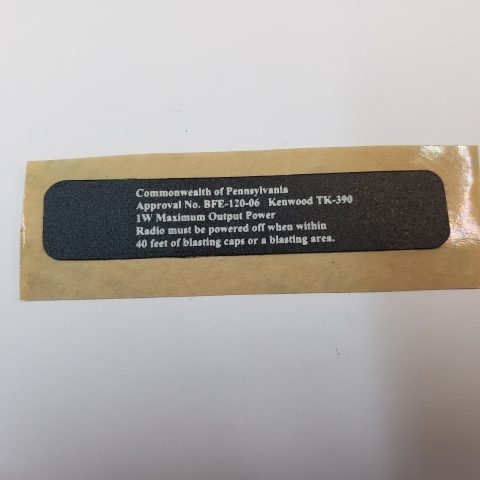 Commonwealth of Pennsylvania
Approval No. BFE-120-06 Kenwood TK-390
1W Maximum Output Power
Radio must be powered off when within
40 feet of blasting caps or a blasting area.